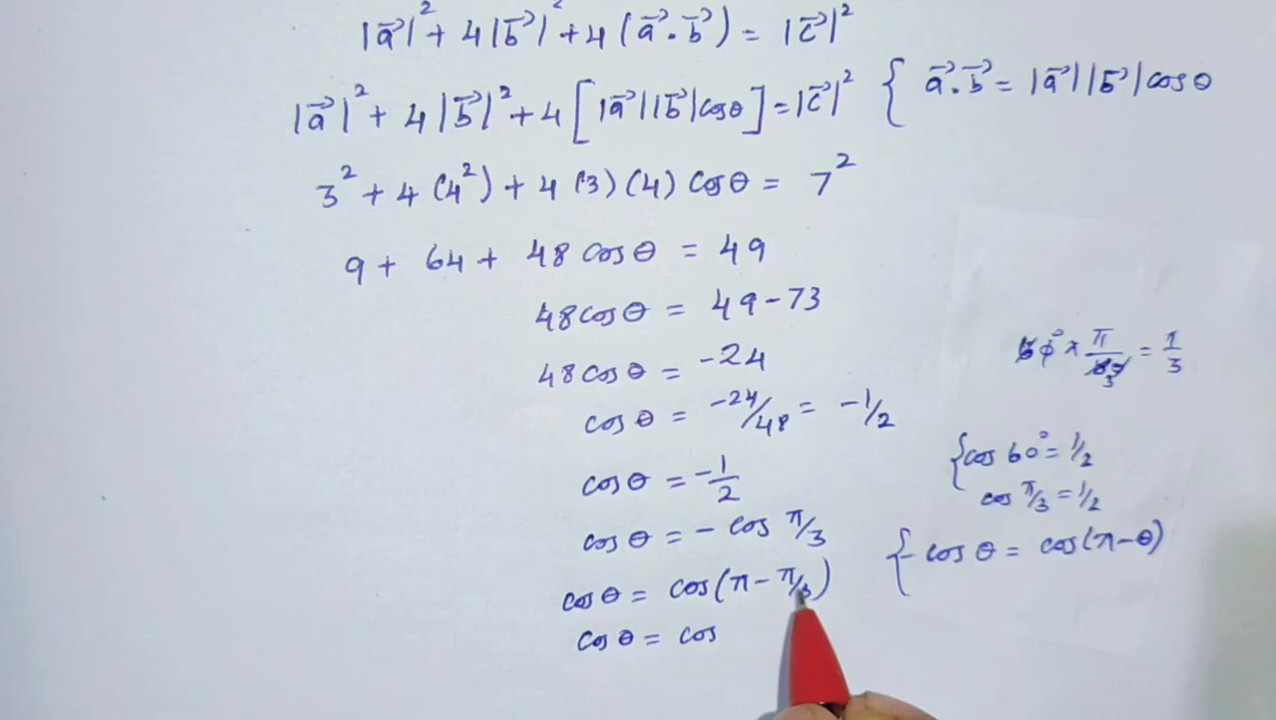 |a⃗|² + 4|b⃗|² + 4(a⃗.b⃗) = |c⃗|²
|a⃗|² + 4|b⃗|² + 4[|a⃗||b⃗|cosθ] = |c⃗|² { a⃗.b⃗ = |a⃗||b⃗|cosθ
3² + 4(4²) + 4(3)(4) cosθ = 7²
9 + 64 + 48 cosθ = 49
48cosθ = 49-73
48cosθ = -24
cosθ = -24/48 = -1/2
cosθ = -1/2
cosθ = - cos π/3
cosθ = cos(π - π/3)
cosθ = cos
= 1/3
{cos 60° = 1/2
cos π/3 = 1/2
{- cosθ = cos(π-θ)